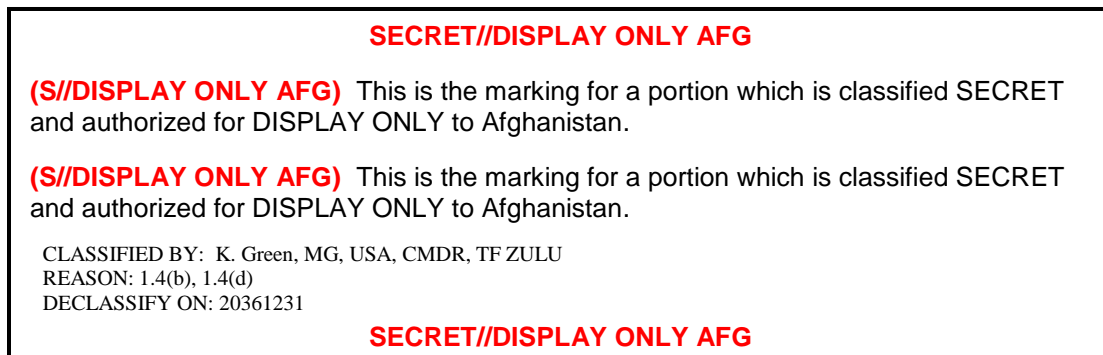 SECRET//DISPLAY ONLY AFG
(S//DISPLAY ONLY AFG) This is the marking for a portion which is classified SECRET
and authorized for DISPLAY ONLY to Afghanistan.
(S//DISPLAY ONLY AFG) This is the marking for a portion which is classified SECRET
and authorized for DISPLAY ONLY to Afghanistan.
CLASSIFIED BY: K. Green, MG, USA, CMDR, TF ZULU
REASON: 1.4(b), 1.4(d)
DECLASSIFY ON: 20361231
SECRET//DISPLAY ONLY AFG